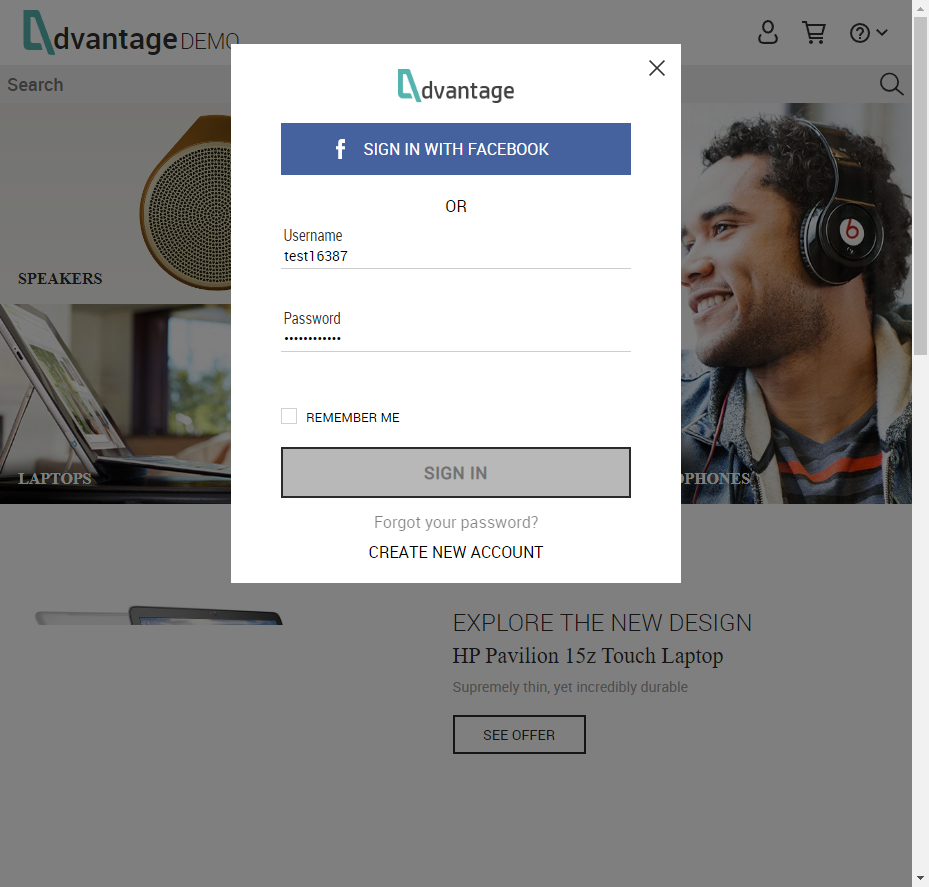 dvantage DEMO
Search
dvantage
SIGN IN WITH FACEBOOK
OR
Username
test16387
Password
••••••••••••
REMEMBER ME
SIGN IN
Forgot your password?
CREATE NEW ACCOUNT
SPEAKERS
LAPTOPS
PHONES
EXPLORE THE NEW DESIGN
HP Pavilion 15z Touch Laptop
Supremely thin, yet incredibly durable
SEE OFFER